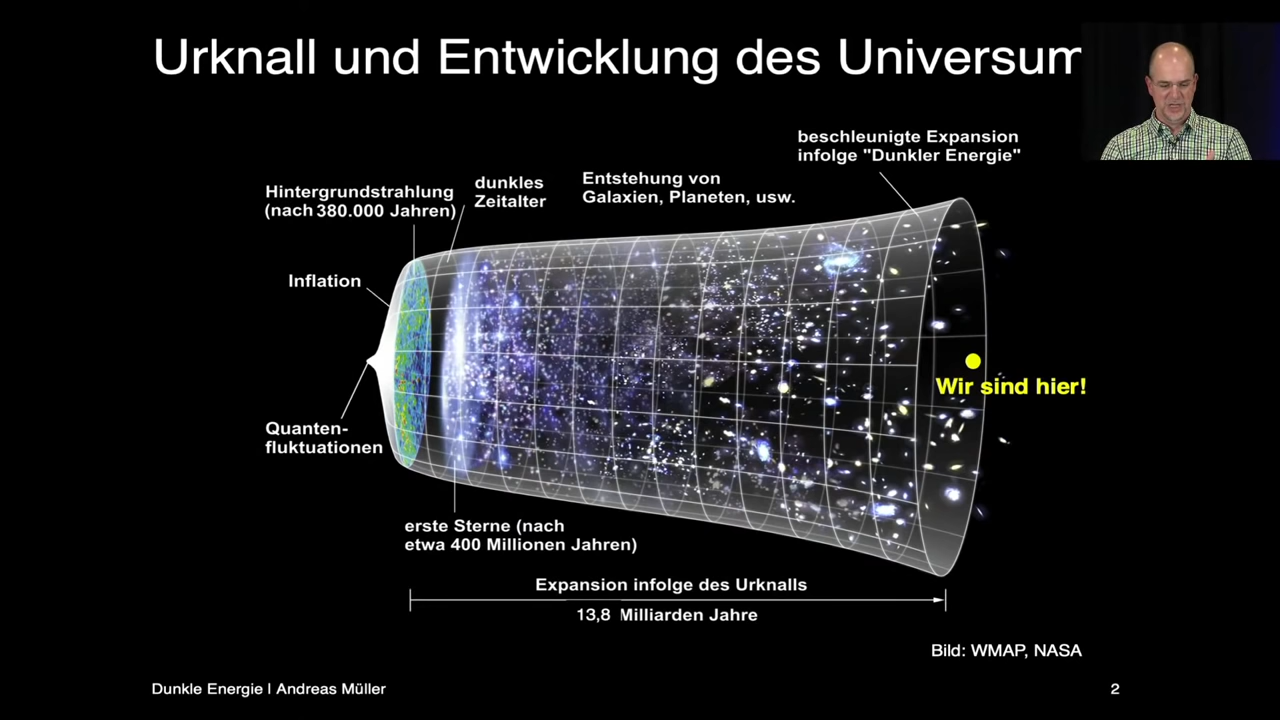 Urknall und Entwicklung des Universum
beschleunigte Expansion
infolge "Dunkler Energie"
Hintergrundstrahlung
(nach 380.000 Jahren)
dunkles
Zeitalter
Entstehung von
Galaxien, Planeten, usw.
Inflation
Wir sind hier!
Quanten-
fluktuationen
erste Sterne (nach
etwa 400 Millionen Jahren)
Expansion infolge des Urknalls
13,8 Milliarden Jahre
Bild: WMAP, NASA
Dunkle Energie | Andreas Müller
2